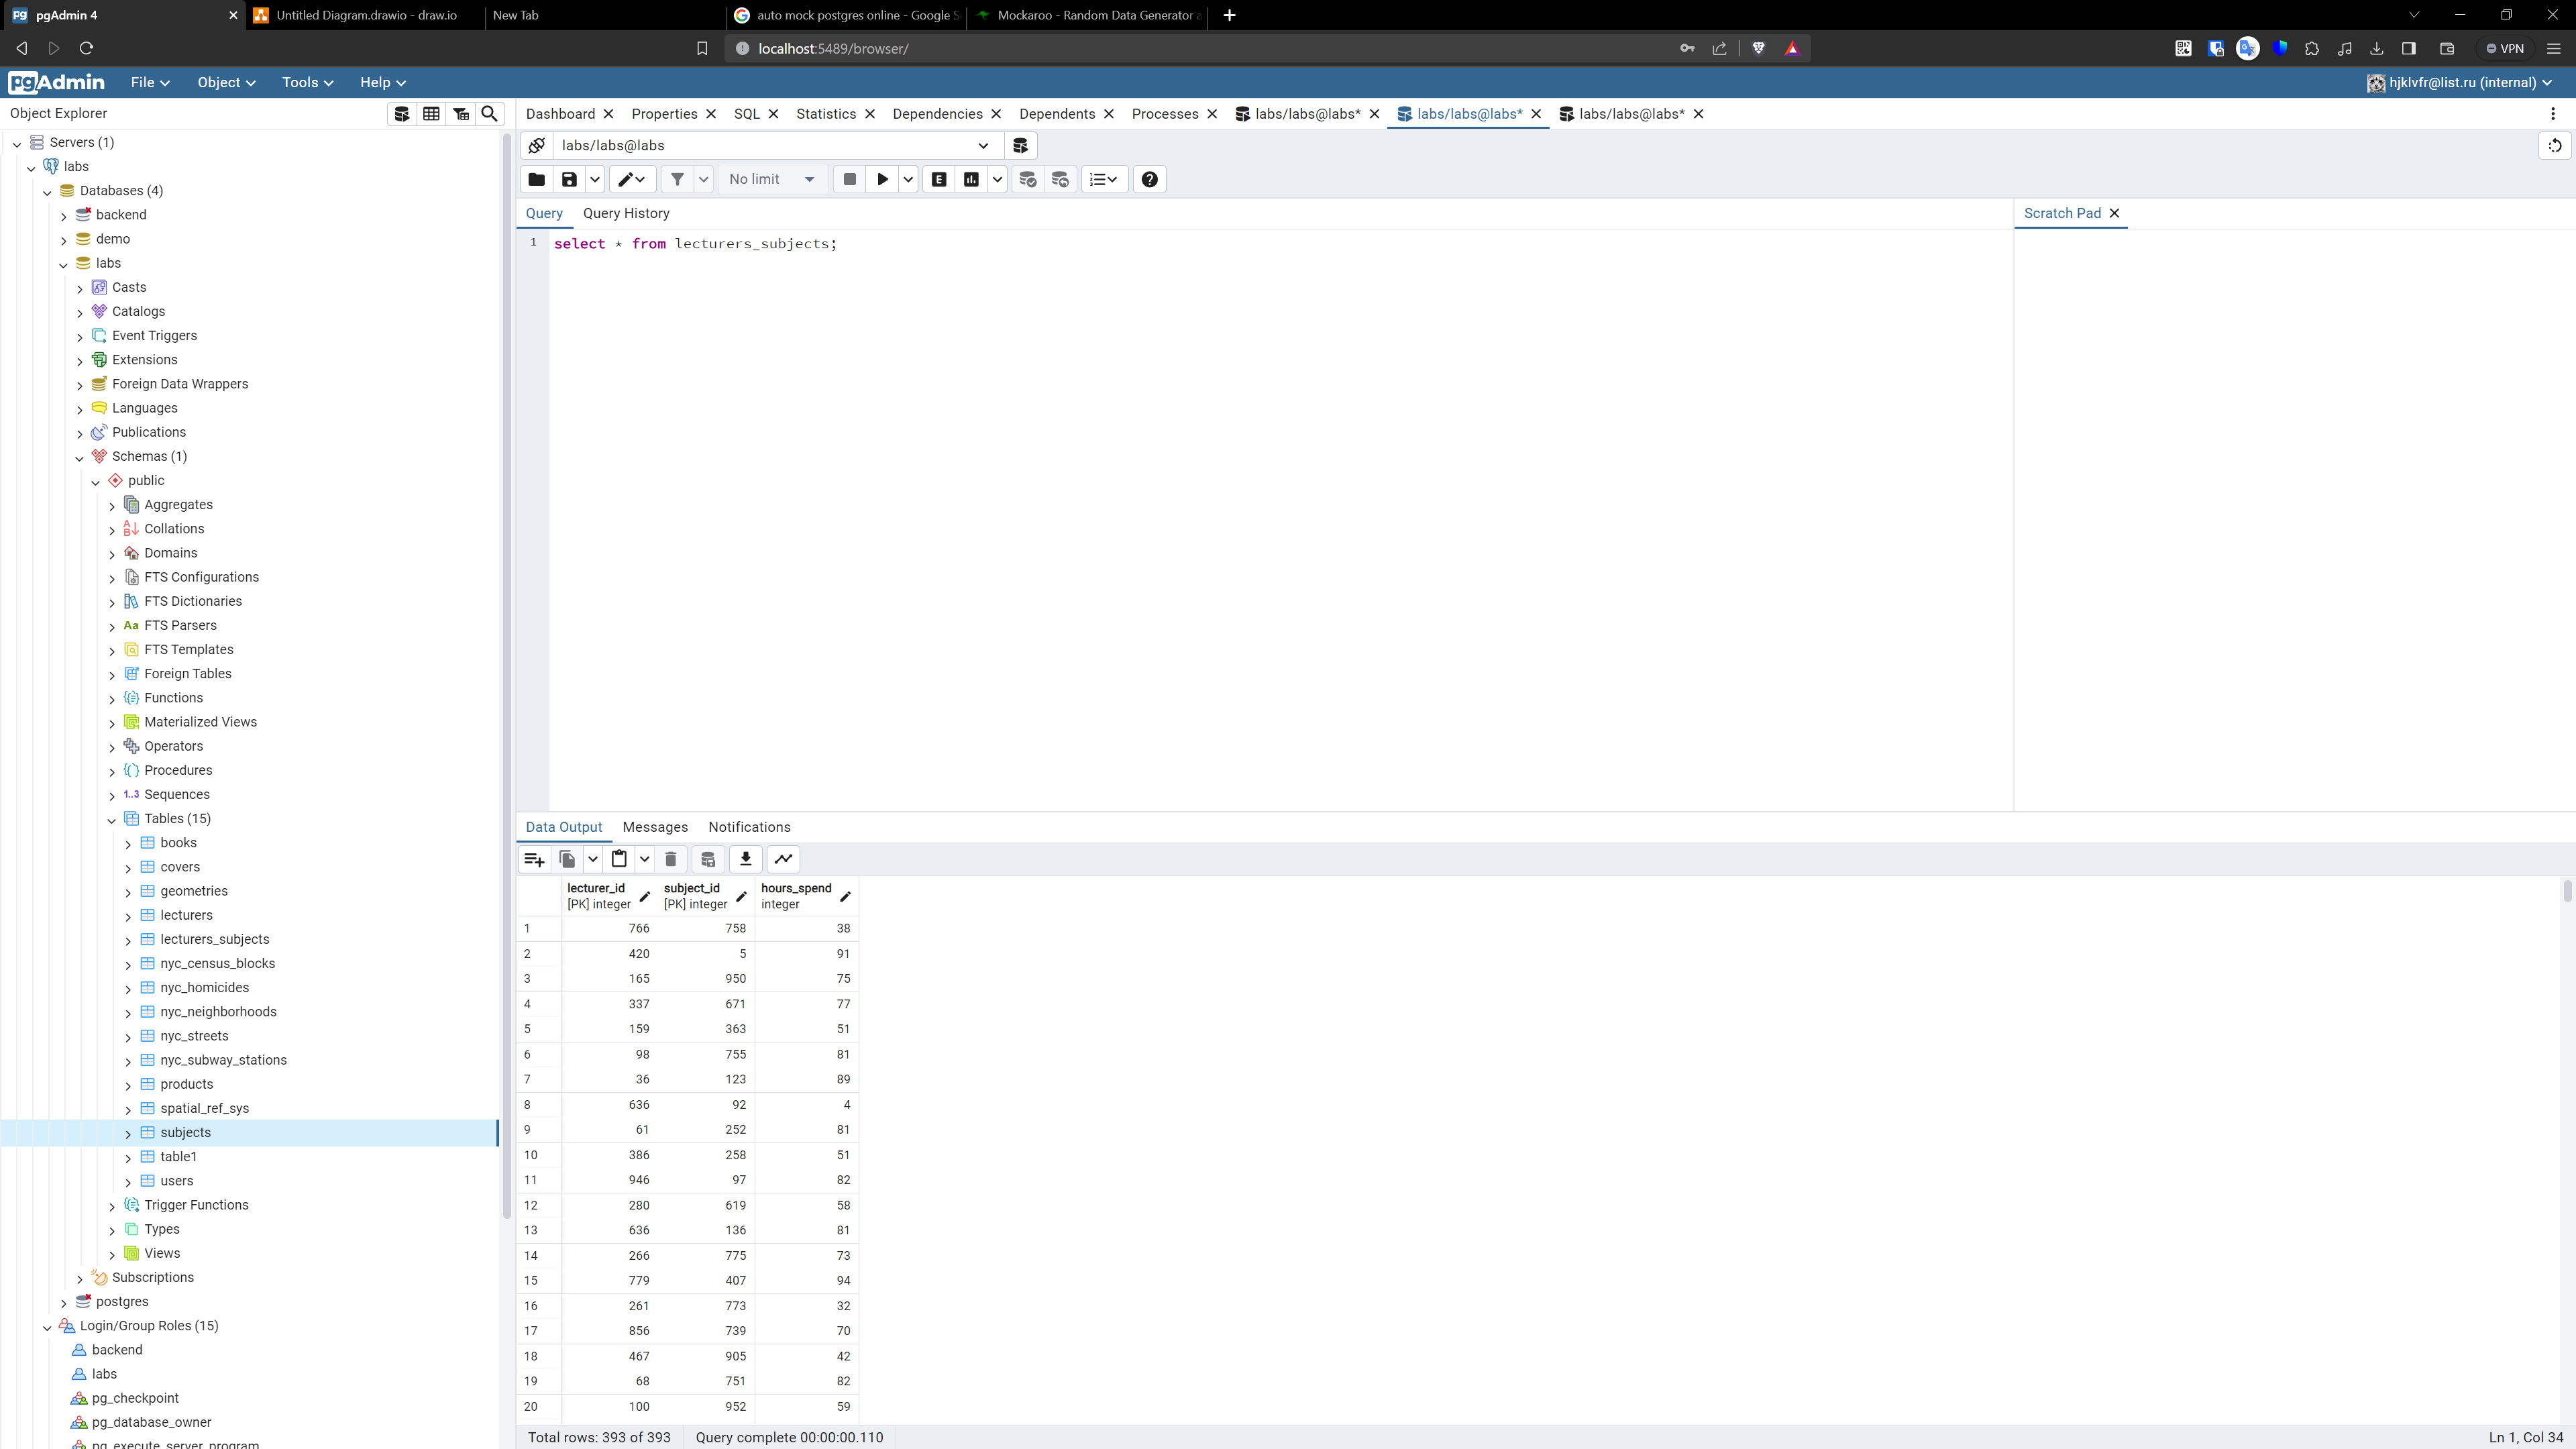 pgAdmin 4
Untitled Diagram.drawio - draw.io
New Tab
auto mock postgres online - Google S
Mockaroo - Random Data Generator a
localhost:5489/browser/
VPN
pgAdmin
File
Object
Tools
Help
hjklvfr@list.ru (internal)
Object Explorer
Servers (1)
labs
Databases (4)
backend
demo
labs
Casts
Catalogs
Event Triggers
Extensions
Foreign Data Wrappers
Languages
Publications
Schemas (1)
public
Aggregates
Collations
Domains
FTS Configurations
FTS Dictionaries
Aa FTS Parsers
FTS Templates
Foreign Tables
Functions
Materialized Views
Operators
Procedures
1..3 Sequences
Tables (15)
books
covers
geometries
lecturers
lecturers_subjects
nyc_census_blocks
nyc_homicides
nyc_neighborhoods
nyc_streets
nyc_subway_stations
products
spatial_ref_sys
subjects
table1
users
Trigger Functions
Types
Views
Subscriptions
postgres
Login/Group Roles (15)
backend
labs
pg_checkpoint
pg_database_owner
pg_execute_server_program
Dashboard
Properties
SQL
Statistics
Dependencies
Dependents
Processes
labs/labs@labs*
labs/labs@labs*
labs/labs@labs*
labs/labs@labs
No limit
E
Query
Query History
Scratch Pad
1 select * from lecturers_subjects;
Data Output
Messages
Notifications
lecturer_id subject_id hours_spend
[PK] integer [PK] integer integer
1 766 758 38
2 420 5 91
3 165 950 75
4 337 671 77
5 159 363 51
6 98 755 81
7 36 123 89
8 636 92 4
9 61 252 81
10 386 258 51
11 946 97 82
12 280 619 58
13 636 136 81
14 266 775 73
15 779 407 94
16 261 773 32
17 856 739 70
18 467 905 42
19 68 751 82
20 100 952 59
Total rows: 393 of 393
Query complete 00:00:00.110
Ln 1, Col 34